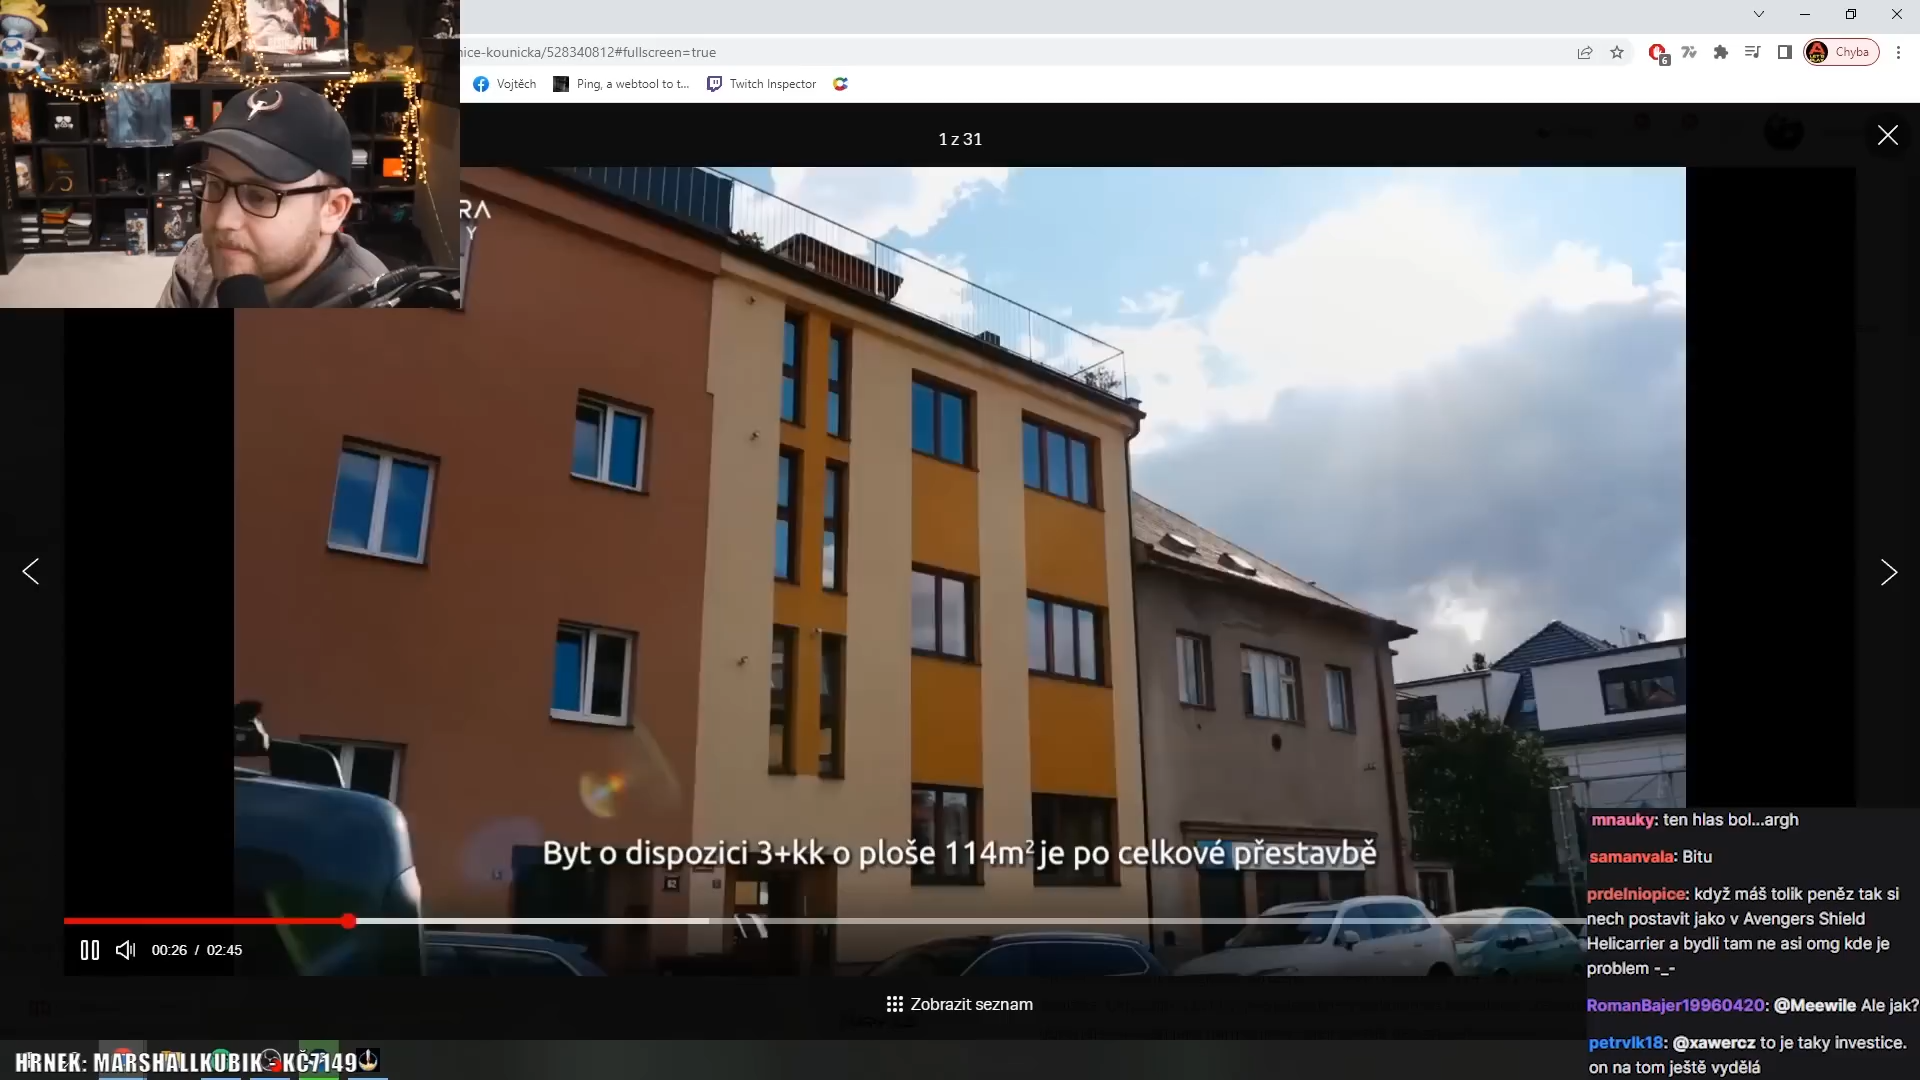 nice-kounicka/528340812#fullscreen=true
6
Chyba
Vojtěch
Ping, a webtool to t...
Twitch Inspector
1 z 31
RA
Y
Byt o dispozici 3+kk o ploše 114m² je po celkové přestavbě
00:26 / 02:45
Zobrazit seznam
mnauky: ten hlas bol...argh
samanvala: Bitu
prdelniopice: když máš tolik peněz tak si
nech postavit jako v Avengers Shield
Helicarrier a bydli tam ne asi omg kde je
problem -_-
RomanBajer19960420: @Meewile Ale jak?
petrvlk18: @xawercz to je taky investice.
on na tom ještě vydělá
HRNEK: MARSHALLKUBIK - KČ7149